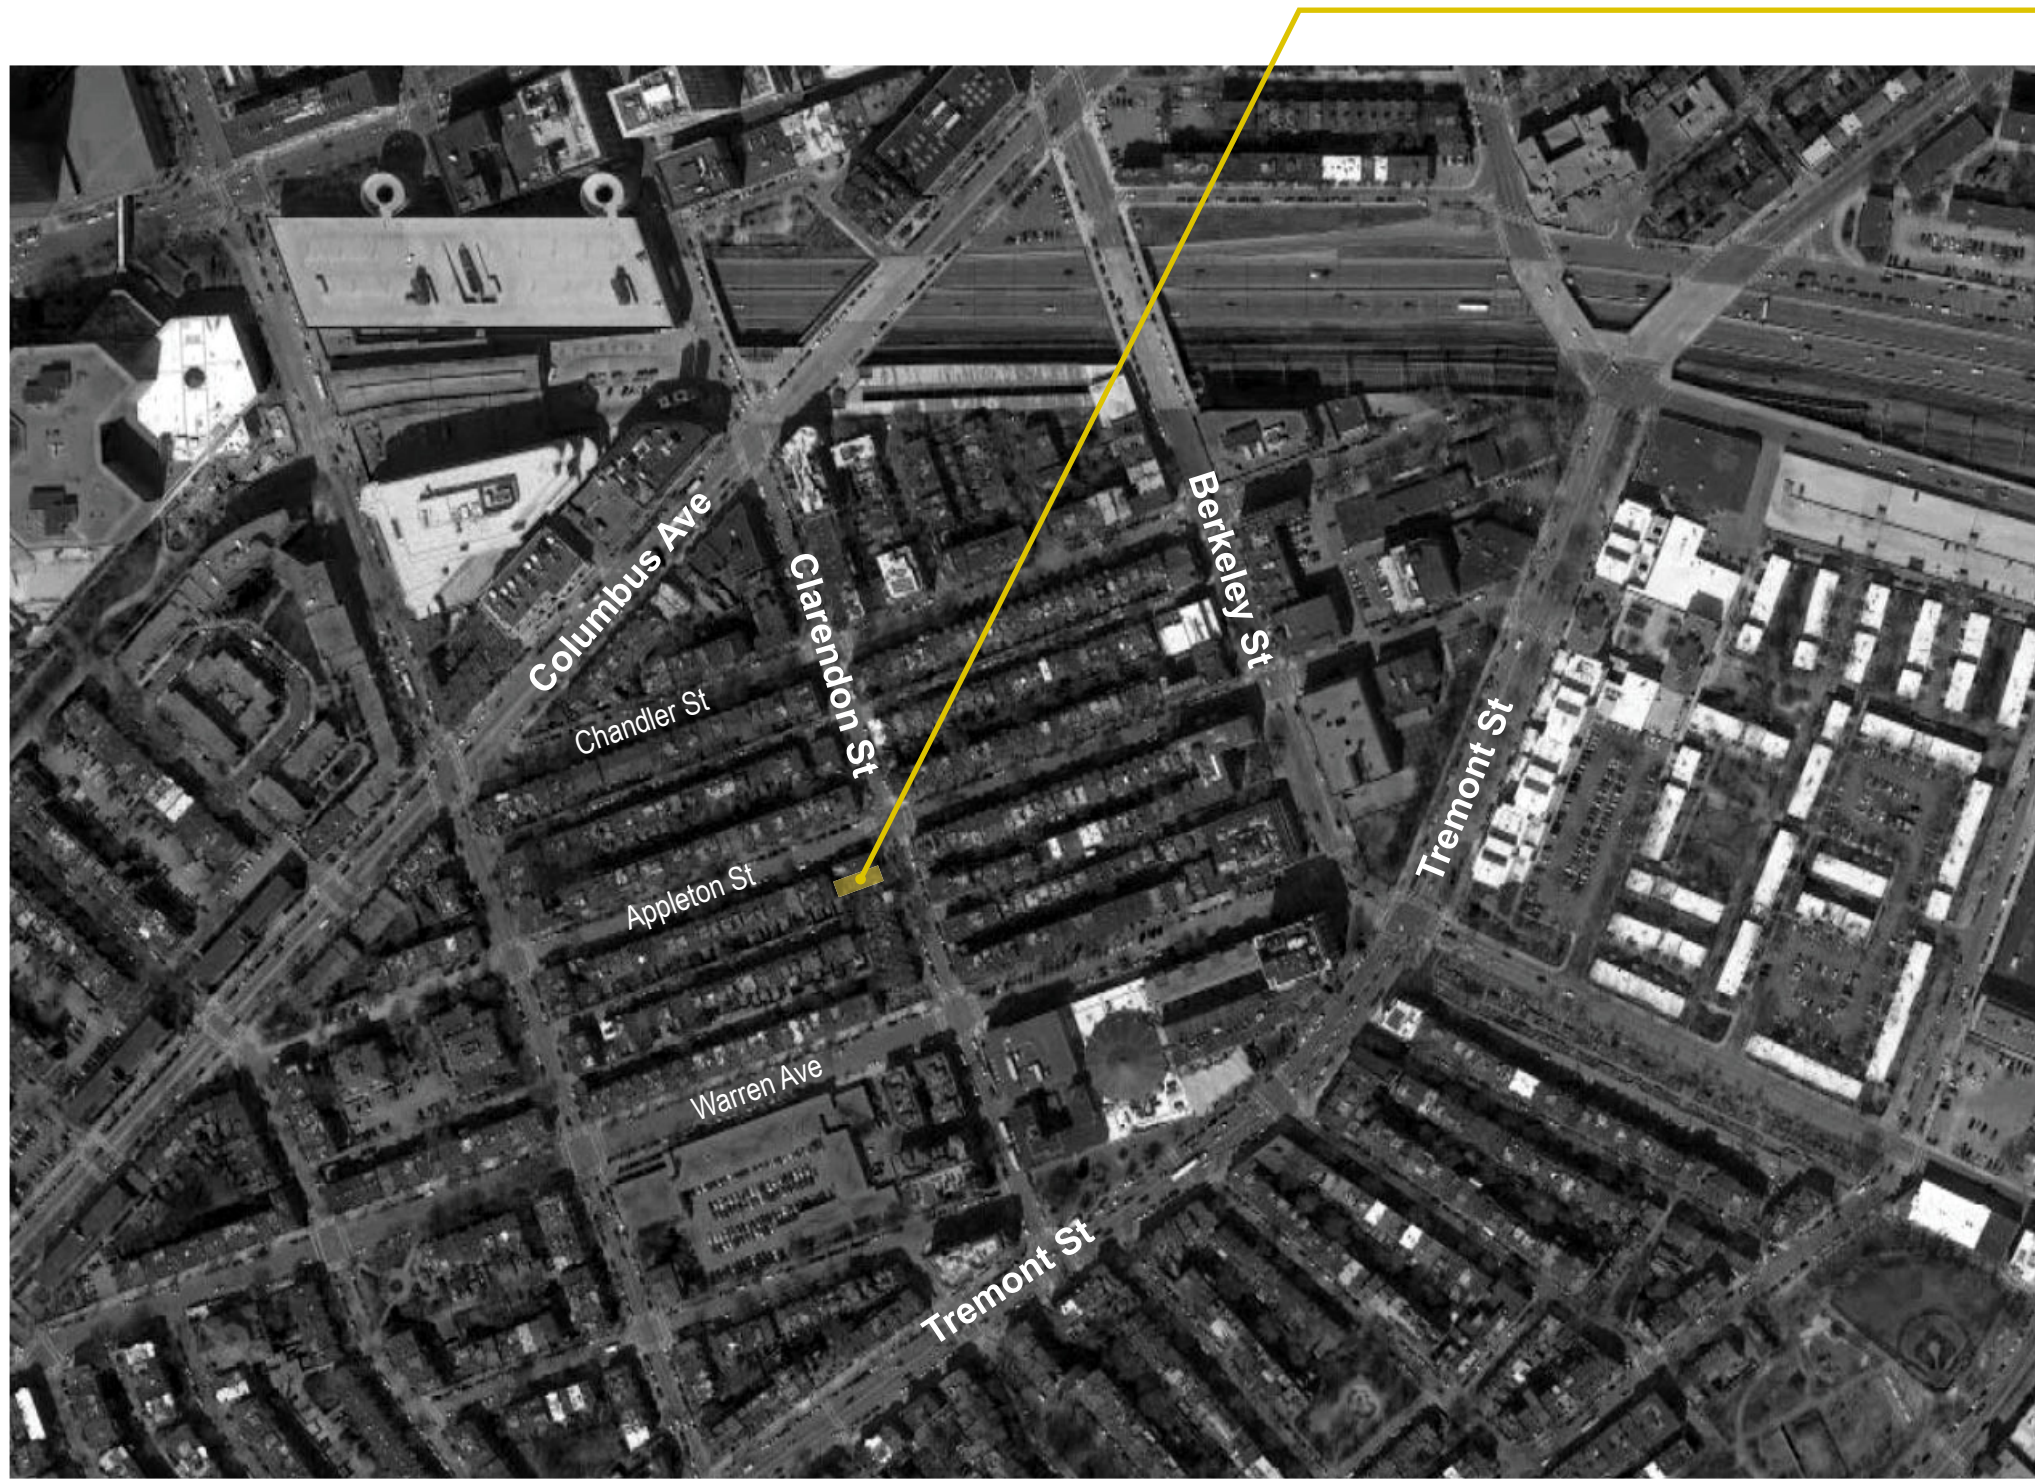 Berkeley St
Columbus Ave
Clarendon St
Chandler St
Tremont St
Appleton St
Warren Ave
Tremont St